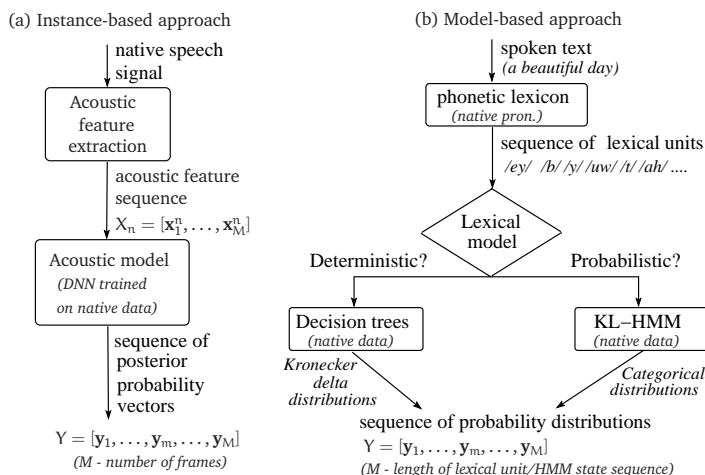 (a) Instance-based approach
native speech
signal
Acoustic
feature
extraction
acoustic feature
sequence
Xₙ = [x₁ⁿ, . . . , x_Mⁿ]
Acoustic model
(DNN trained
on native data)
sequence of
posterior
probability
vectors
Y = [y₁, . . . , yₘ, . . . , y_M]
(M - number of frames)
(b) Model-based approach
spoken text
(a beautiful day)
phonetic lexicon
(native pron.)
sequence of lexical units
/ey/ /b/ /y/ /uw/ /t/ /ah/ ....
Lexical
model
Deterministic?
Probabilistic?
Decision trees
(native data)
KL–HMM
(native data)
Kronecker
delta
distributions
Categorical
distributions
sequence of probability distributions
Y = [y₁, . . . , yₘ, . . . , y_M]
(M - length of lexical unit/HMM state sequence)